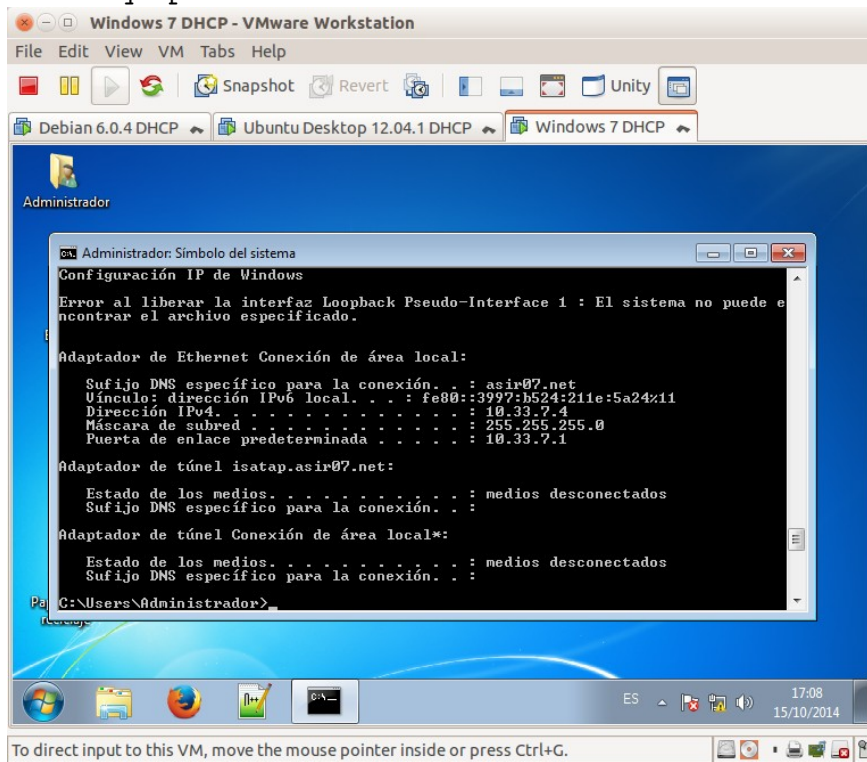 Windows 7 DHCP - VMware Workstation
File Edit View VM Tabs Help
Snapshot Revert Unity
Debian 6.0.4 DHCP Ubuntu Desktop 12.04.1 DHCP Windows 7 DHCP
Administrador
Administrador: Símbolo del sistema
Configuración IP de Windows
Error al liberar la interfaz Loopback Pseudo-Interface 1 : El sistema no puede e
ncontrar el archivo especificado.
Adaptador de Ethernet Conexión de área local:
Sufijo DNS específico para la conexión. . : asir07.net
Vínculo: dirección IPv6 local. . . : fe80::3997:b524:211e:5a24%11
Dirección IPv4. . . . . . . . . . . . . . : 10.33.7.4
Máscara de subred . . . . . . . . . . . . : 255.255.255.0
Puerta de enlace predeterminada . . . . . : 10.33.7.1
Adaptador de túnel isatap.asir07.net:
Estado de los medios. . . . . . . . . . . : medios desconectados
Sufijo DNS específico para la conexión. . :
Adaptador de túnel Conexión de área local*:
Estado de los medios. . . . . . . . . . . : medios desconectados
Sufijo DNS específico para la conexión. . :
C:\Users\Administrador>_
ES 17:08
15/10/2014
To direct input to this VM, move the mouse pointer inside or press Ctrl+G.